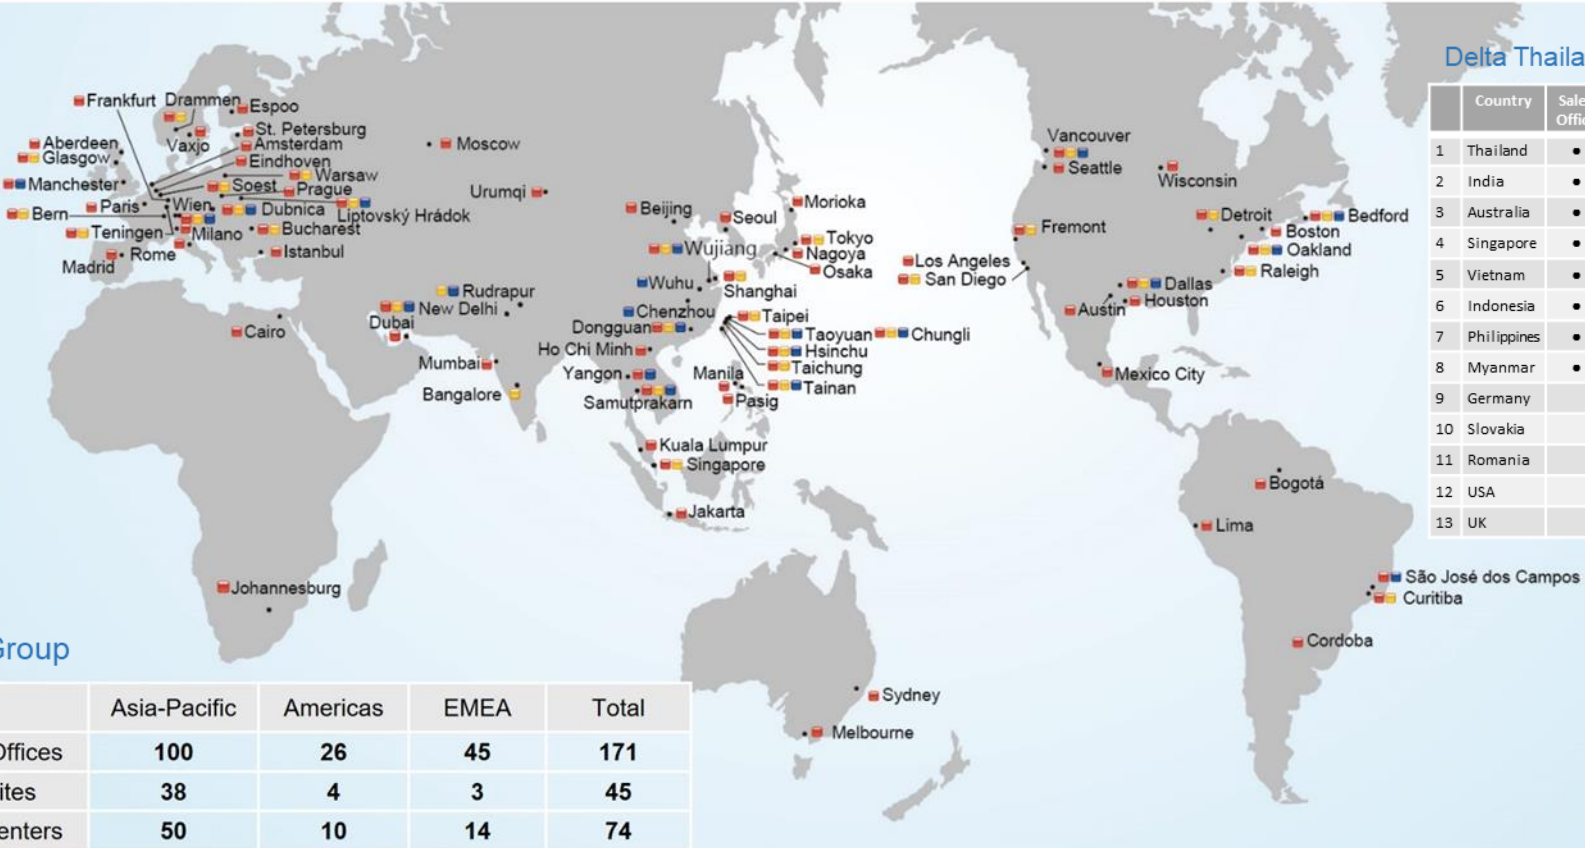 Delta Thaila
Country Sale
Offic
1 Thailand •
2 India •
3 Australia •
4 Singapore •
5 Vietnam •
6 Indonesia •
7 Philippines •
8 Myanmar •
9 Germany
10 Slovakia
11 Romania
12 USA
13 UK
Frankfurt
Drammen
Espoo
Aberdeen
Vaxjo
St. Petersburg
Amsterdam
Glasgow
Eindhoven
Moscow
Manchester
Soest
Warsaw
Prague
Urumqi
Paris
Wien
Dubnica
Liptovský Hrádok
Bern
Teningen
Milano
Bucharest
Madrid
Rome
Istanbul
Beijing
Seoul
Morioka
Wujiang
Tokyo
Nagoya
Osaka
Wuhu
Shanghai
Rudrapur
New Delhi
Chenzhou
Dubai
Cairo
Dongguan
Taipei
Taoyuan
Chungli
Hsinchu
Taichung
Tainan
Ho Chi Minh
Mumbai
Yangon
Manila
Bangalore
Samutprakarn
Pasig
Kuala Lumpur
Singapore
Jakarta
Johannesburg
Sydney
Melbourne
Vancouver
Seattle
Wisconsin
Fremont
Detroit
Bedford
Boston
Oakland
Los Angeles
San Diego
Raleigh
Dallas
Houston
Austin
Mexico City
Bogotá
Lima
São José dos Campos
Curitiba
Cordoba
Group
Asia-Pacific Americas EMEA Total
Offices 100 26 45 171
ites 38 4 3 45
enters 50 10 14 74